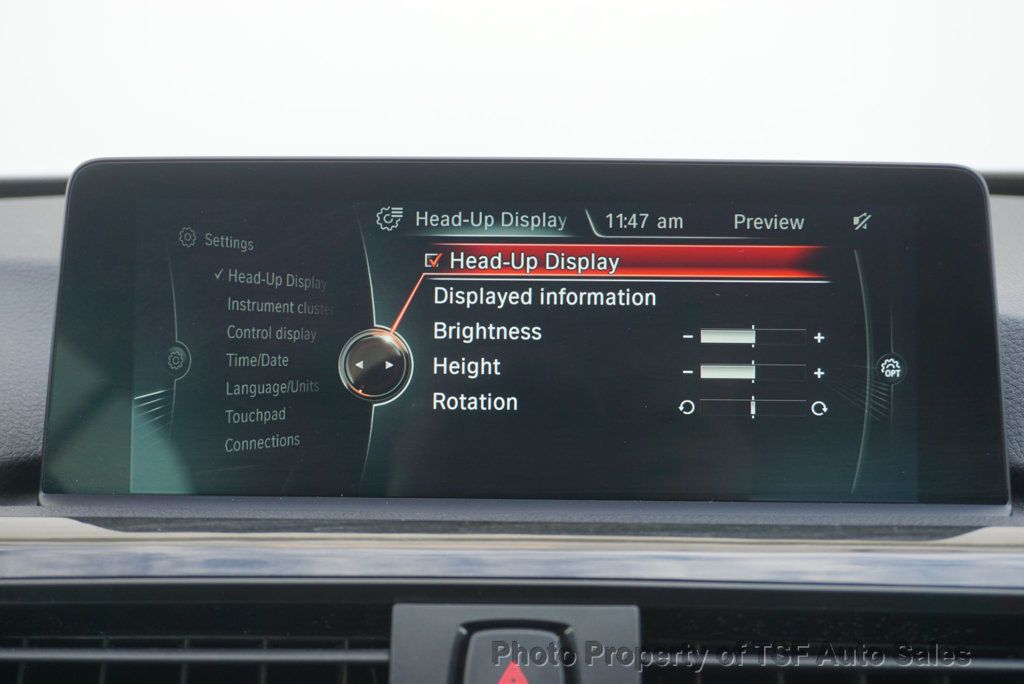 Head-Up Display 11:47 am Preview
Settings
✓ Head-Up Display
Instrument cluster
Control display
Time/Date
Language/Units
Touchpad
Connections
Head-Up Display
Displayed information
Brightness - +
Height - +
Rotation
OPT
Photo Property of TSF Auto Sales